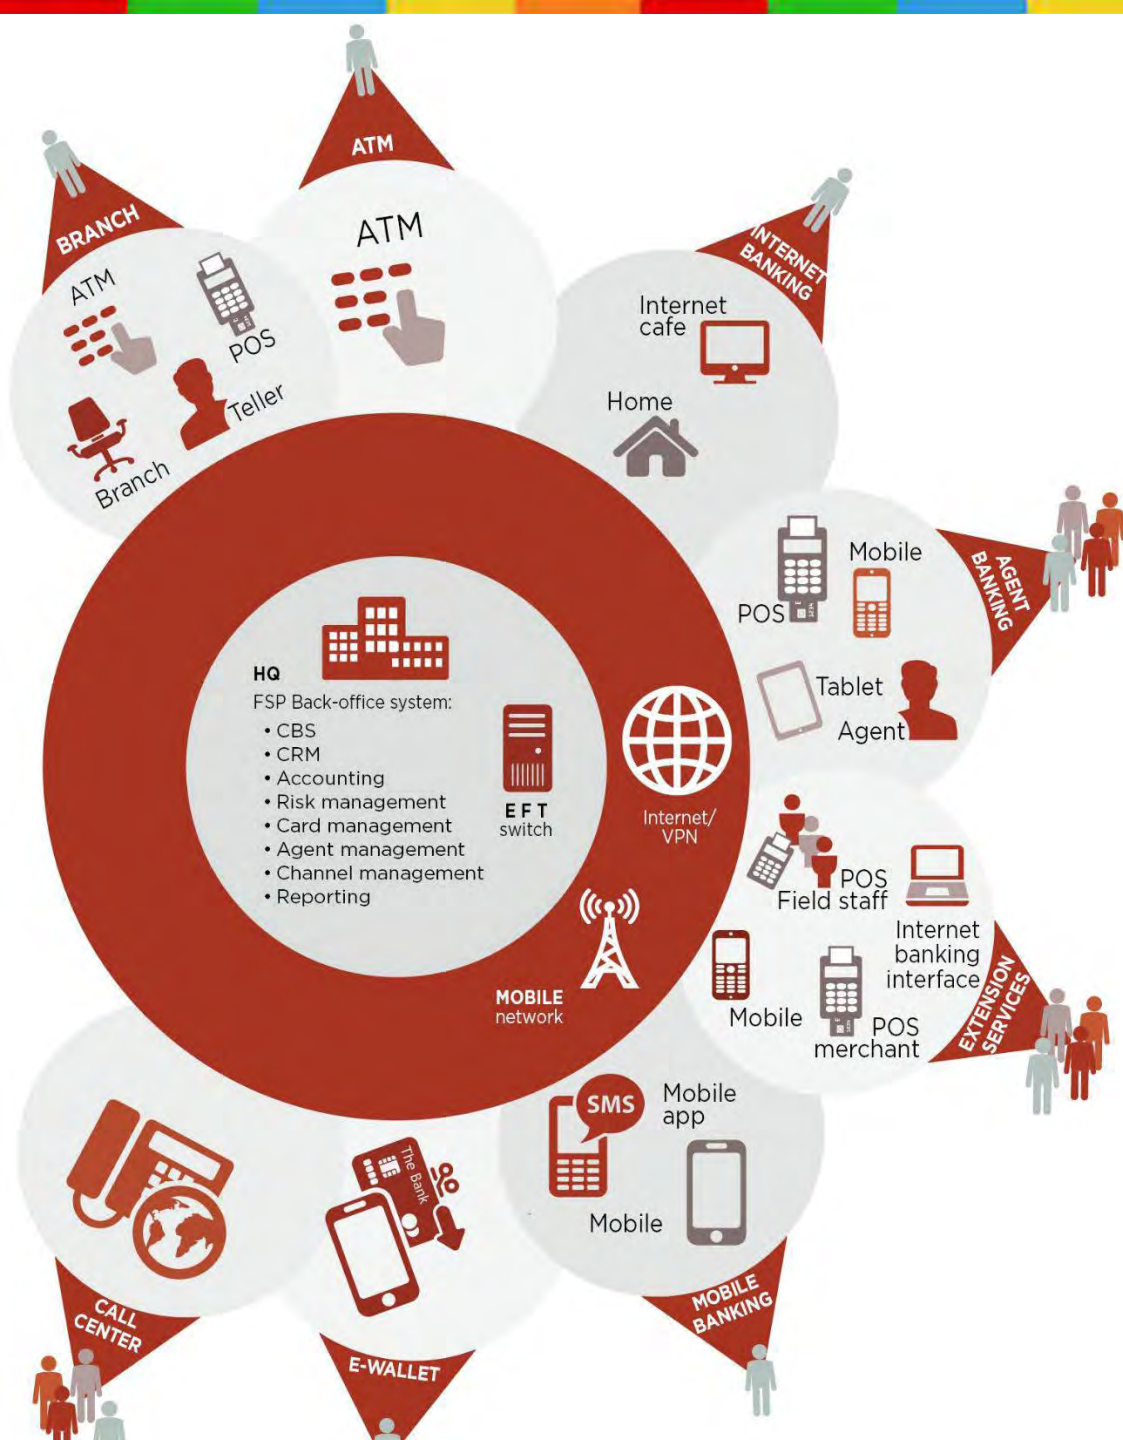 ATM
BRANCH
ATM
ATM
POS
Teller
Branch
INTERNET
BANKING
Internet
cafe
Home
AGENT
BANKING
POS
Mobile
Tablet
Agent
HQ
FSP Back-office system:
• CBS
• CRM
• Accounting
• Risk management
• Card management
• Agent management
• Channel management
• Reporting
E F T
switch
Internet/
VPN
MOBILE
network
POS
Field staff
Internet
banking
interface
Mobile
POS
merchant
EXTENSION
SERVICES
SMS
Mobile
app
Mobile
MOBILE
BANKING
The Bank
E-WALLET
CALL
CENTER